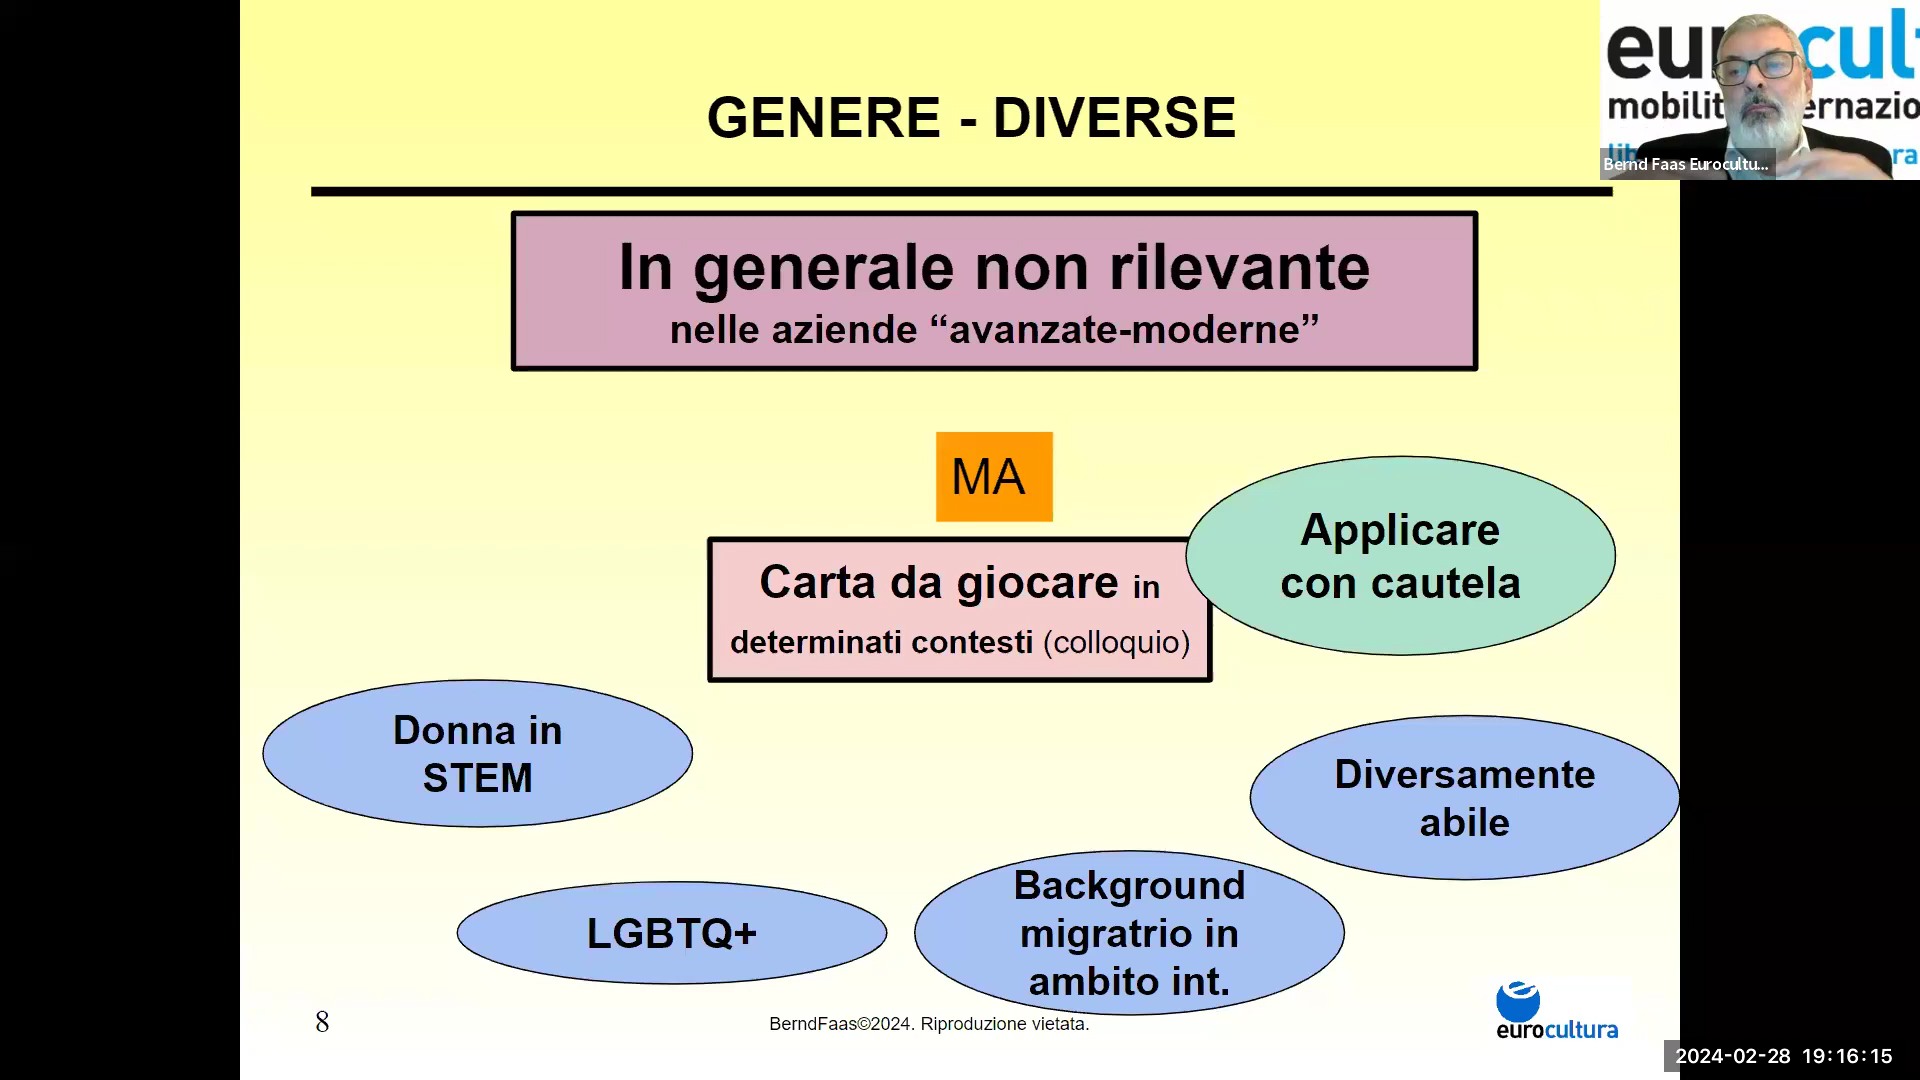 GENERE - DIVERSE
In generale non rilevante
nelle aziende “avanzate-moderne”
MA
Applicare
con cautela
Carta da giocare in
determinati contesti (colloquio)
Donna in
STEM
Diversamente
abile
LGBTQ+
Background
migratrio in
ambito int.
8
BerndFaas©2024. Riproduzione vietata.
eurocultura
Bernd Faas Eurocultu...
2024-02-28 19:16:15